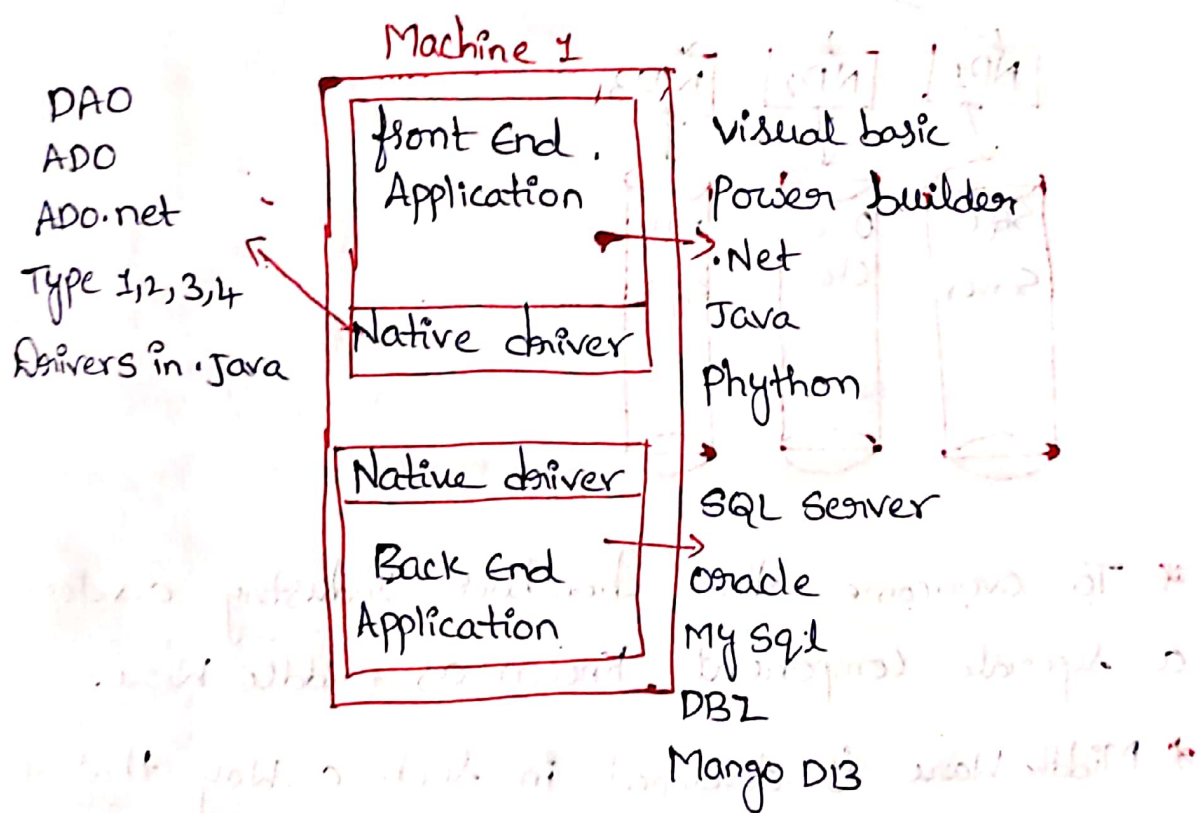 Machine 1
DAO
ADO
ADO.net
Type 1,2,3,4
Drivers in .Java
front End .
Application
Native driver
visual basic
Power builder
.Net
Java
Phython
Native driver
Back End
Application
SQL Server
oracle
My Sql
DB2
Mango DB